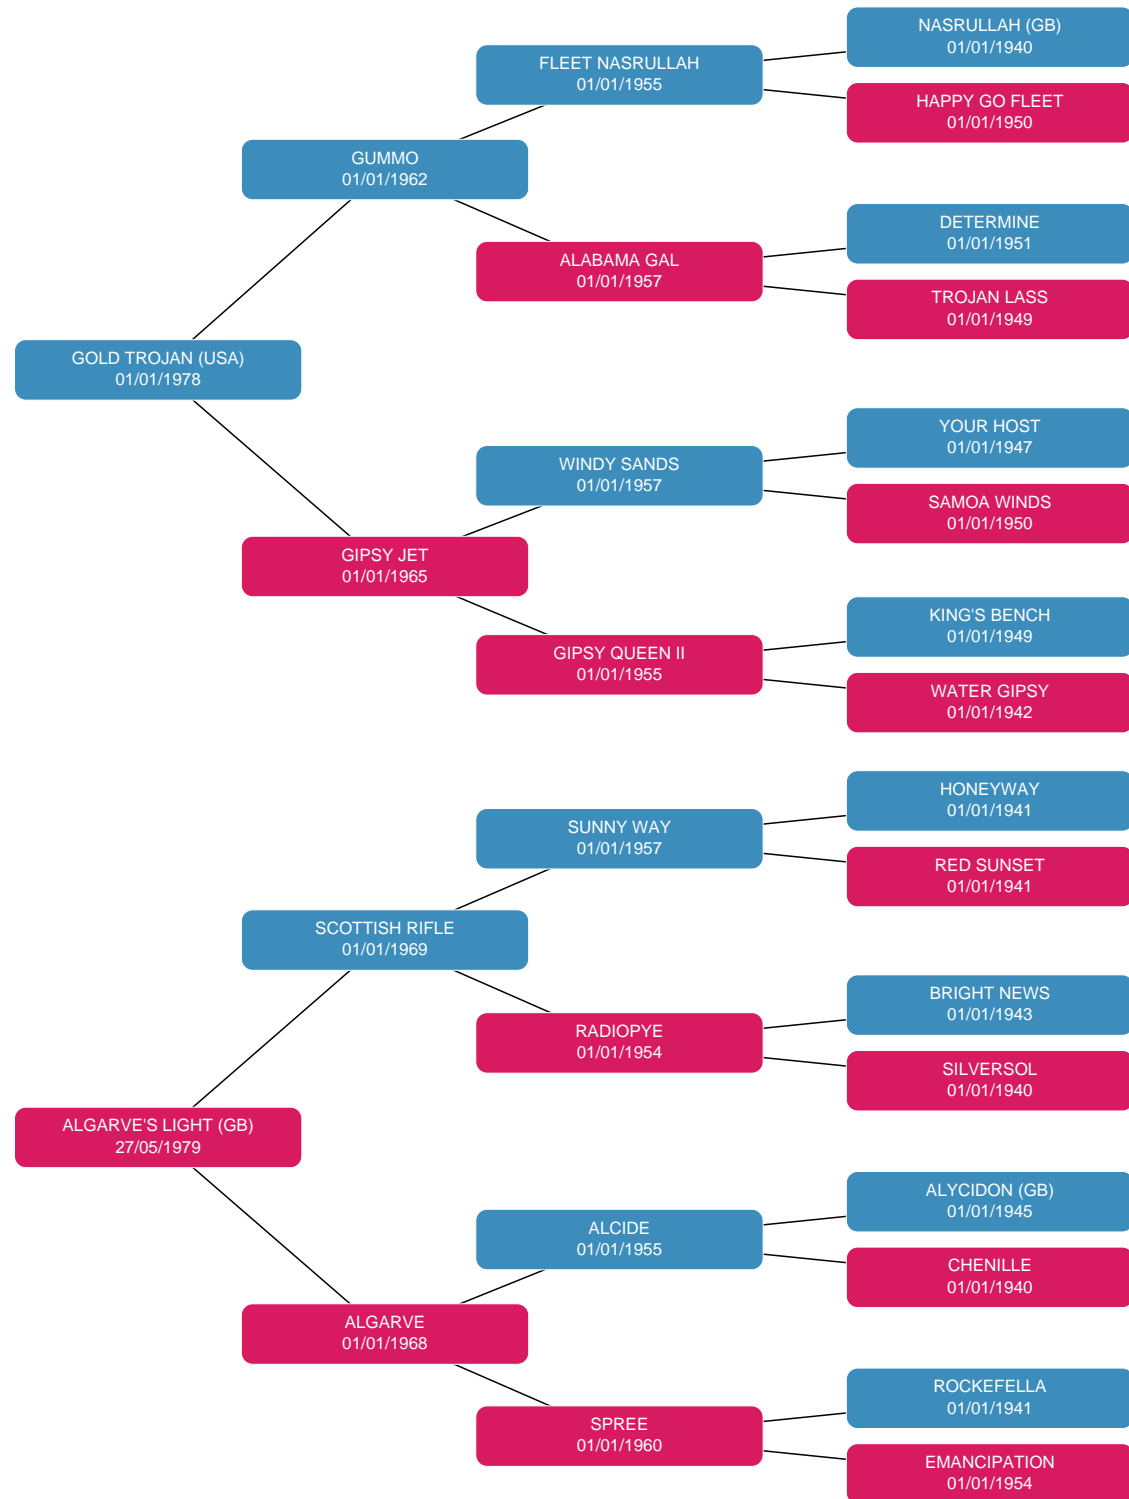 NASRULLAH (GB)
01/01/1940
FLEET NASRULLAH
01/01/1955
HAPPY GO FLEET
01/01/1950
GUMMO
01/01/1962
DETERMINE
01/01/1951
ALABAMA GAL
01/01/1957
TROJAN LASS
01/01/1949
GOLD TROJAN (USA)
01/01/1978
YOUR HOST
01/01/1947
WINDY SANDS
01/01/1957
SAMOA WINDS
01/01/1950
GIPSY JET
01/01/1965
KING'S BENCH
01/01/1949
GIPSY QUEEN II
01/01/1955
WATER GIPSY
01/01/1942
HONEYWAY
01/01/1941
SUNNY WAY
01/01/1957
RED SUNSET
01/01/1941
SCOTTISH RIFLE
01/01/1969
BRIGHT NEWS
01/01/1943
RADIOPYE
01/01/1954
SILVERSOL
01/01/1940
ALGARVE'S LIGHT (GB)
27/05/1979
ALYCIDON (GB)
01/01/1945
ALCIDE
01/01/1955
CHENILLE
01/01/1940
ALGARVE
01/01/1968
ROCKEFELLA
01/01/1941
SPREE
01/01/1960
EMANCIPATION
01/01/1954